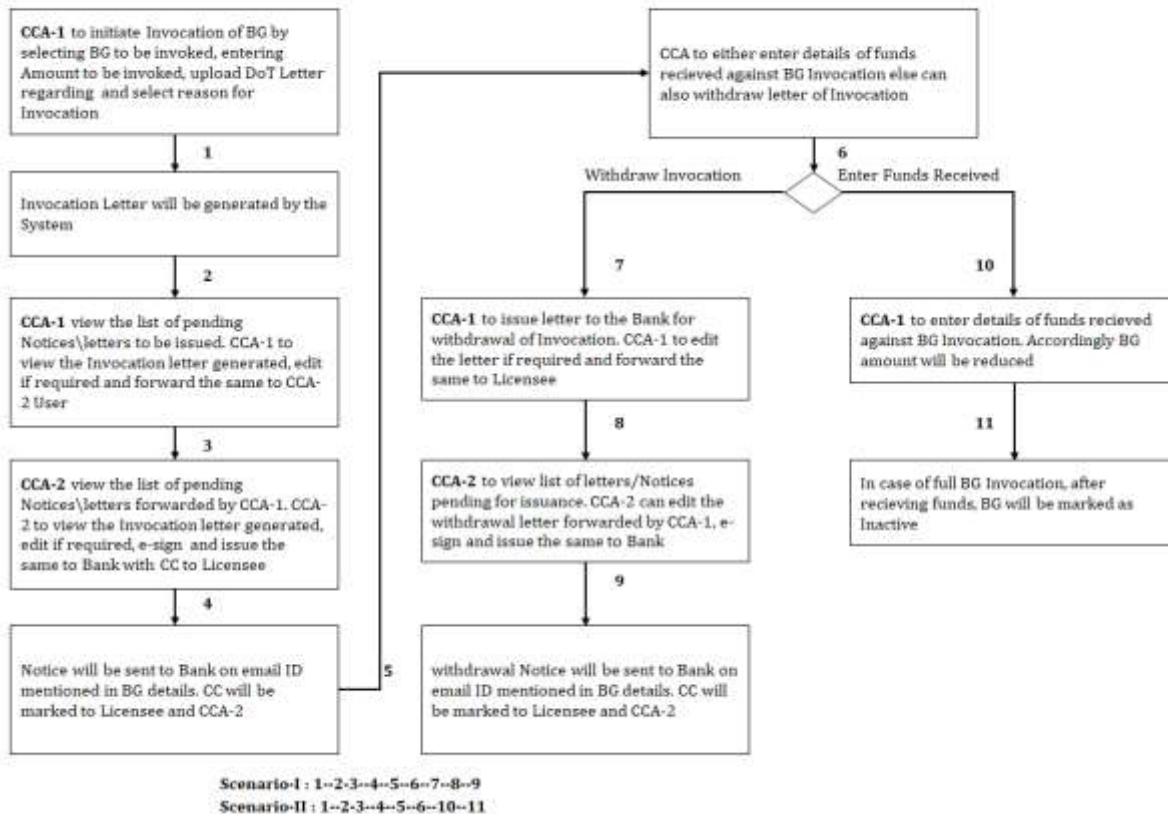 CCA-1 to initiate Invocation of BG by
selecting BG to be invoked, entering
Amount to be invoked, upload DoT Letter
regarding and select reason for
Invocation
1
Invocation Letter will be generated by the
System
2
CCA-1 view the list of pending
Notices\letters to be issued. CCA-1 to
view the Invocation letter generated, edit
if required and forward the same to CCA-
2 User
3
CCA-2 view the list of pending
Notices\letters forwarded by CCA-1. CCA-
2 to view the Invocation letter generated,
edit if required, e-sign and issue the
same to Bank with CC to Licensee
4
Notice will be sent to Bank on email ID
mentioned in BG details. CC will be
marked to Licensee and CCA-2
5
CCA to either enter details of funds
recieved against BG Invocation else can
also withdraw letter of Invocation
6
Withdraw Invocation
Enter Funds Received
7
CCA-1 to issue letter to the Bank for
withdrawal of Invocation. CCA-1 to edit
the letter if required and forward the
same to Licensee
8
CCA-2 to view list of letters/Notices
pending for issuance. CCA-2 can edit the
withdrawal letter forwarded by CCA-1, e-
sign and issue the same to Bank
9
withdrawal Notice will be sent to Bank on
email ID mentioned in BG details. CC will
be marked to Licensee and CCA-2
10
CCA-1 to enter details of funds recieved
against BG Invocation. Accordingly BG
amount will be reduced
11
In case of full BG Invocation, after
recieving funds, BG will be marked as
Inactive
Scenario-I : 1--2-3--4--5--6--7--8--9
Scenario-II : 1--2-3--4--5--6--10--11